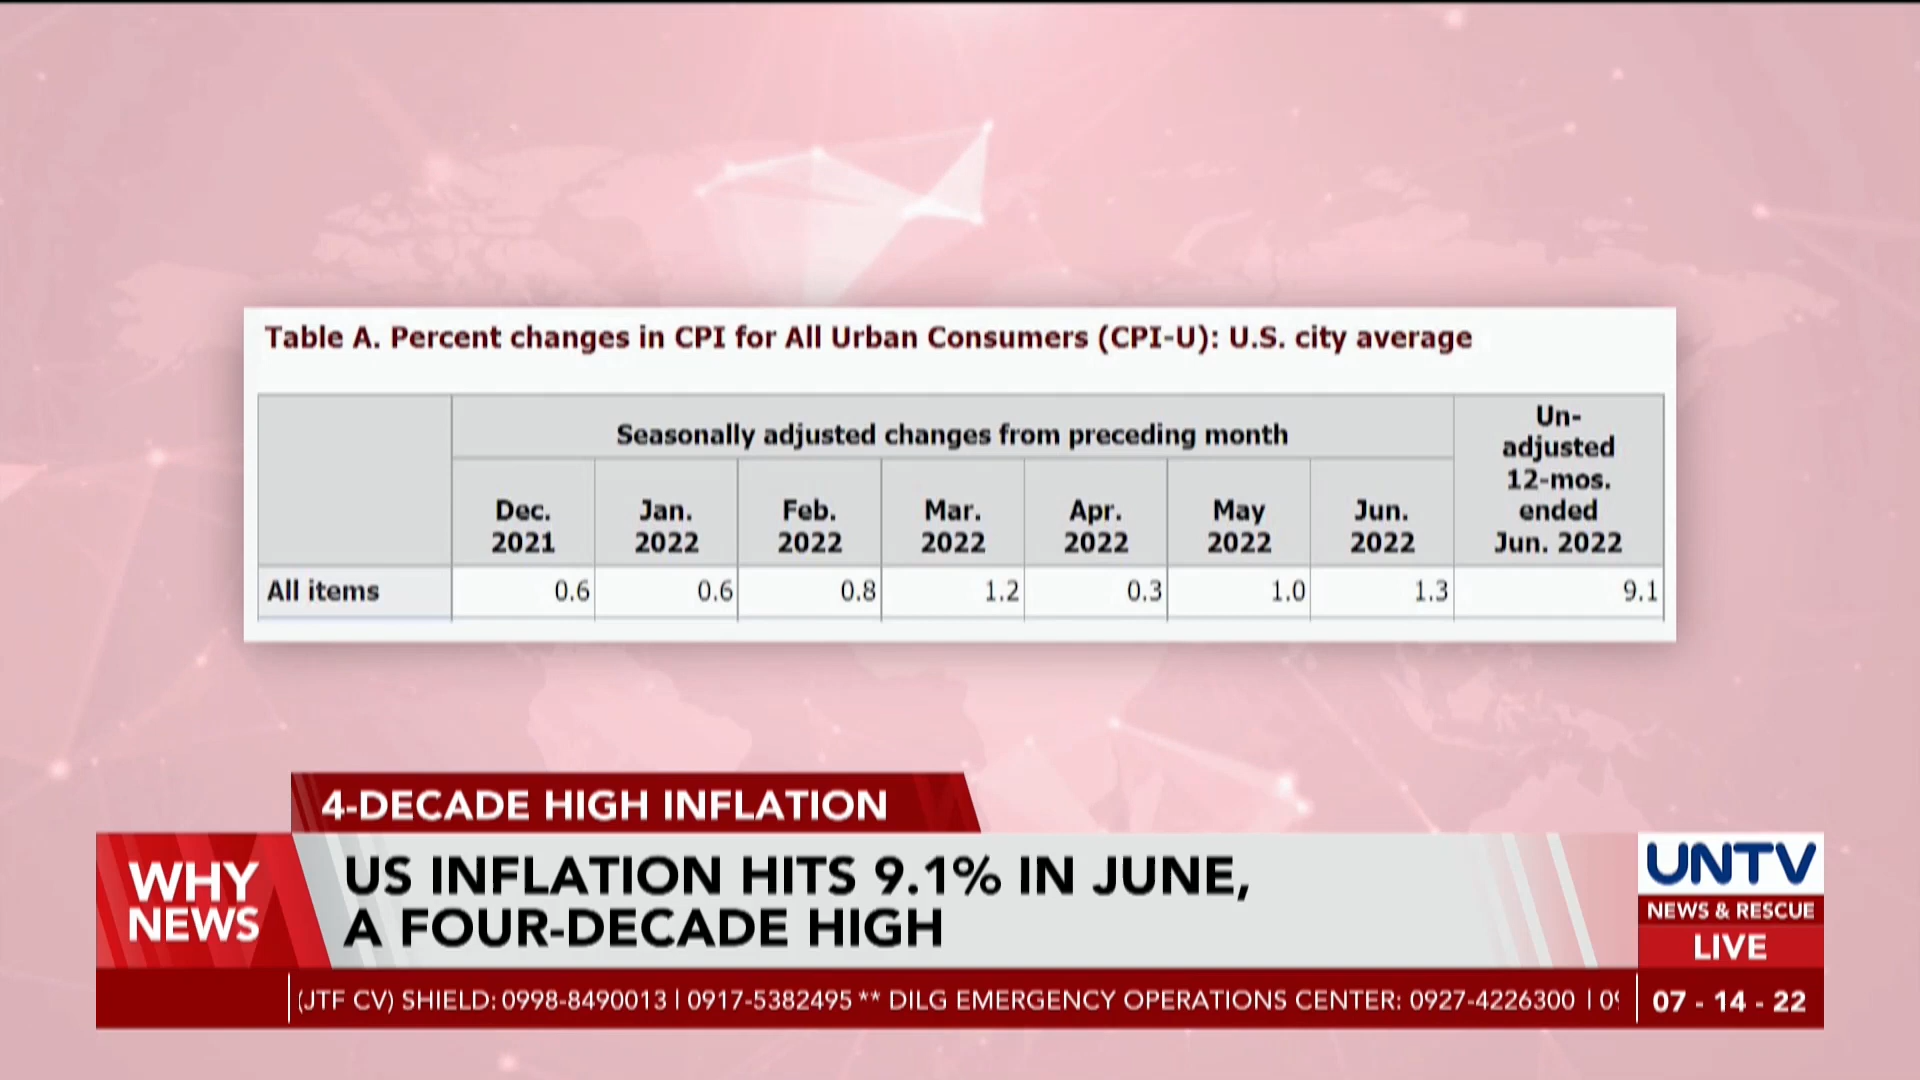 Table A. Percent changes in CPI for All Urban Consumers (CPI-U): U.S. city average
Seasonally adjusted changes from preceding month
Un-
adjusted
12-mos.
ended
Jun. 2022
Dec. 2021
Jan. 2022
Feb. 2022
Mar. 2022
Apr. 2022
May 2022
Jun. 2022
All items 0.6 0.6 0.8 1.2 0.3 1.0 1.3 9.1
4-DECADE HIGH INFLATION
WHY
NEWS
US INFLATION HITS 9.1% IN JUNE,
A FOUR-DECADE HIGH
UNTV
NEWS & RESCUE
LIVE
(JTF CV) SHIELD: 0998-8490013 | 0917-5382495 ** DILG EMERGENCY OPERATIONS CENTER: 0927-4226300 |
07 - 14 - 22